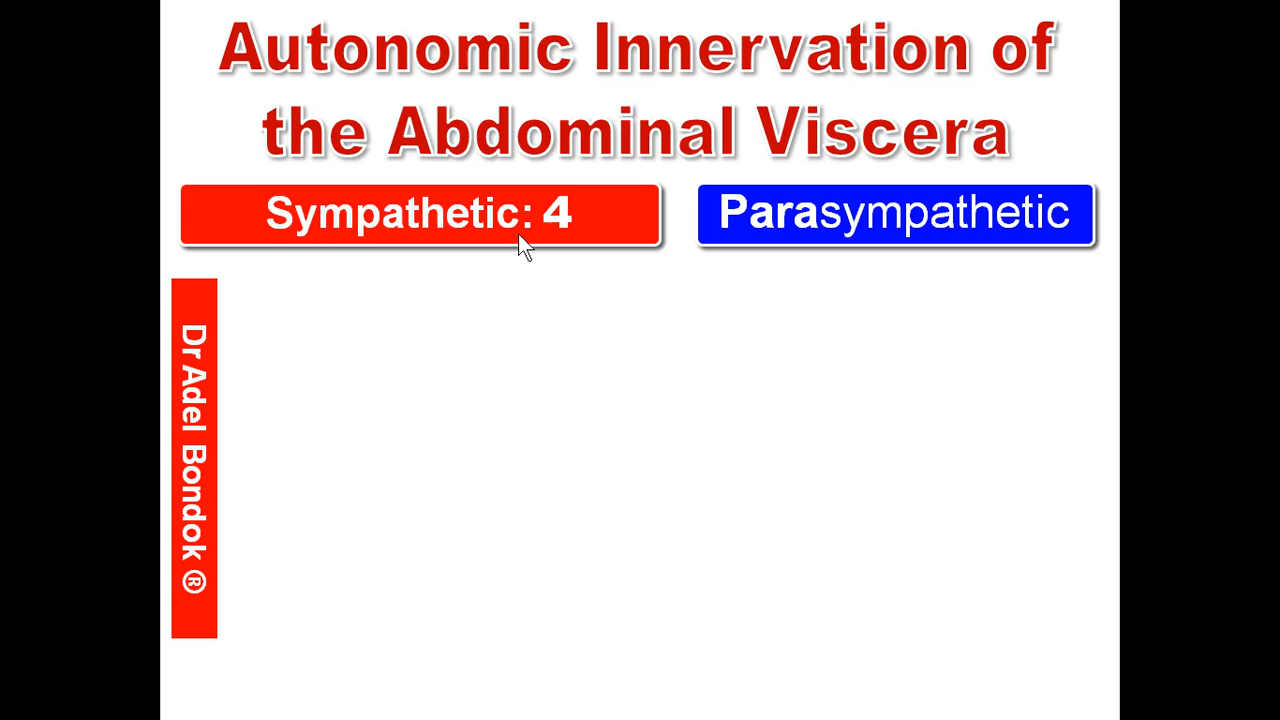 Autonomic Innervation of
the Abdominal Viscera
Sympathetic: 4
Parasympathetic
Dr Adel Bondok ®